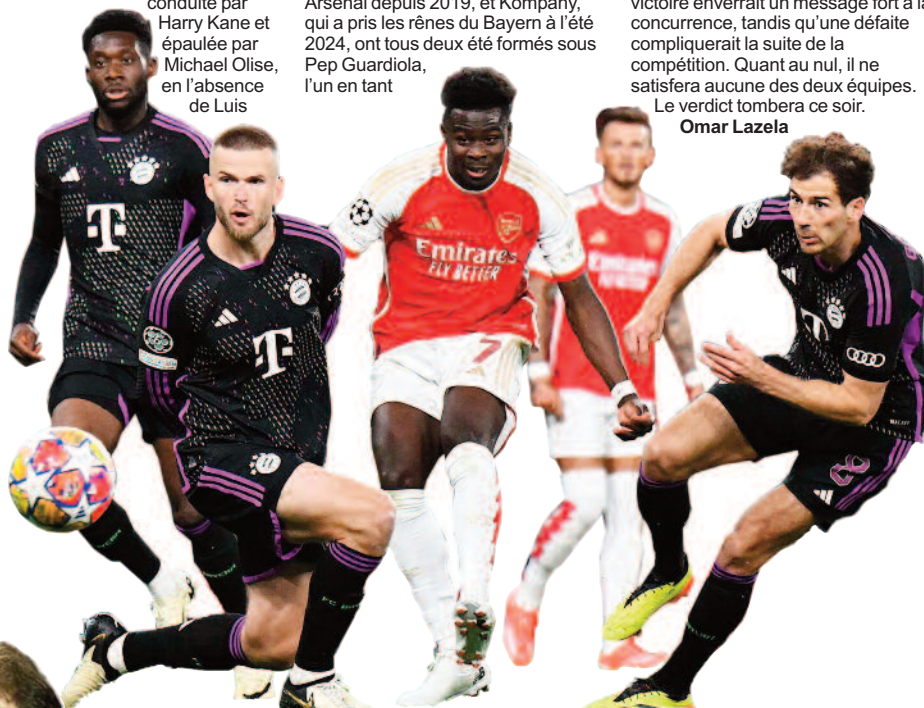 conduite par
Harry Kane et
épaulée par
Michael Olise,
en l'absence
de Luis
Arsenal depuis 2019, et Kompany,
qui a pris les rênes du Bayern à l'été
2024, ont tous deux été formés sous
Pep Guardiola,
l'un en tant
victoire enverrait un message fort à la
concurrence, tandis qu'une défaite
compliquerait la suite de la
compétition. Quant au nul, il ne
satisfera aucune des deux équipes.
Le verdict tombera ce soir.
Omar Lazela
T
T
Emirates
FLY BETTER
7
Emirates
T
8